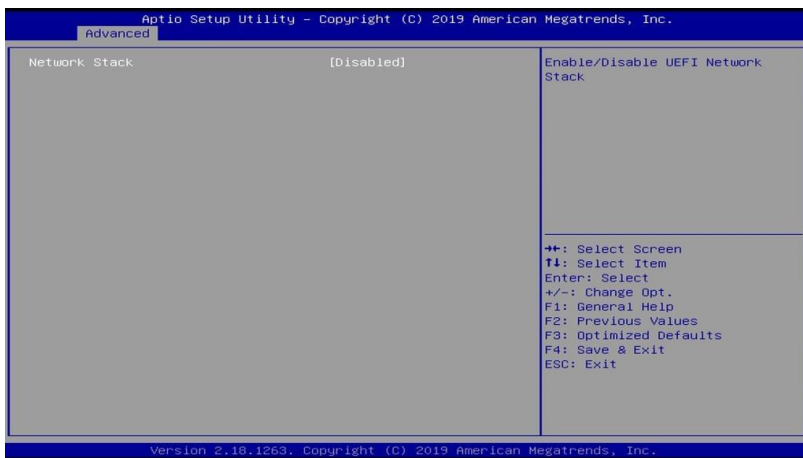 Aptio Setup Utility – Copyright (C) 2019 American Megatrends, Inc.
Advanced
Network Stack [Disabled]
Enable/Disable UEFI Network
Stack
→←: Select Screen
↑↓: Select Item
Enter: Select
+/-: Change Opt.
F1: General Help
F2: Previous Values
F3: Optimized Defaults
F4: Save & Exit
ESC: Exit
Version 2.18.1263. Copyright (C) 2019 American Megatrends, Inc.